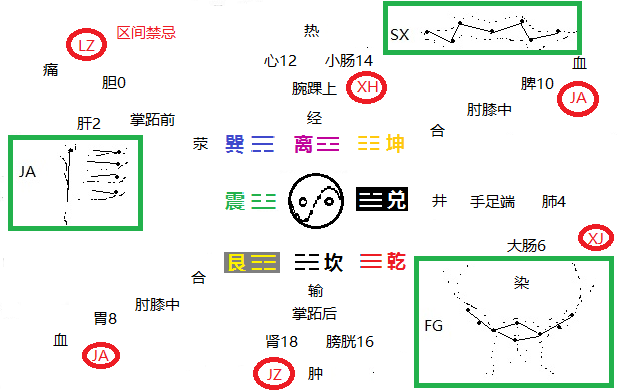 LZ
区间禁忌
热
SX
痛
胆0
心12
小肠14
血
脾10
JA
腕踝上
XH
肝2
掌跖前
经
肘膝中
合
荥
巽
离
坤
JA
震
兑
井
手足端
肺4
大肠6
XJ
艮
坎
乾
合
输
染
肘膝中
掌跖后
胃8
FG
血
肾18
膀胱16
JA
JZ
肿